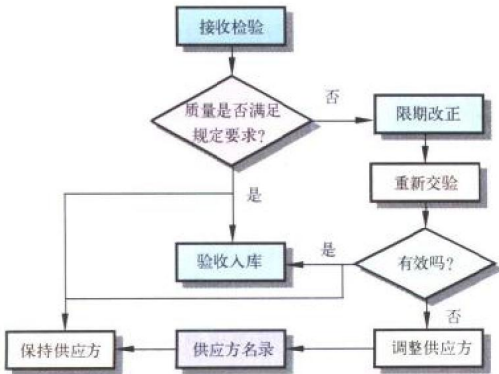 接收检验
质量是否满足
规定要求?
否
限期改正
重新交验
是
验收入库
是
有效吗?
否
保持供应方
供应方名录
调整供应方